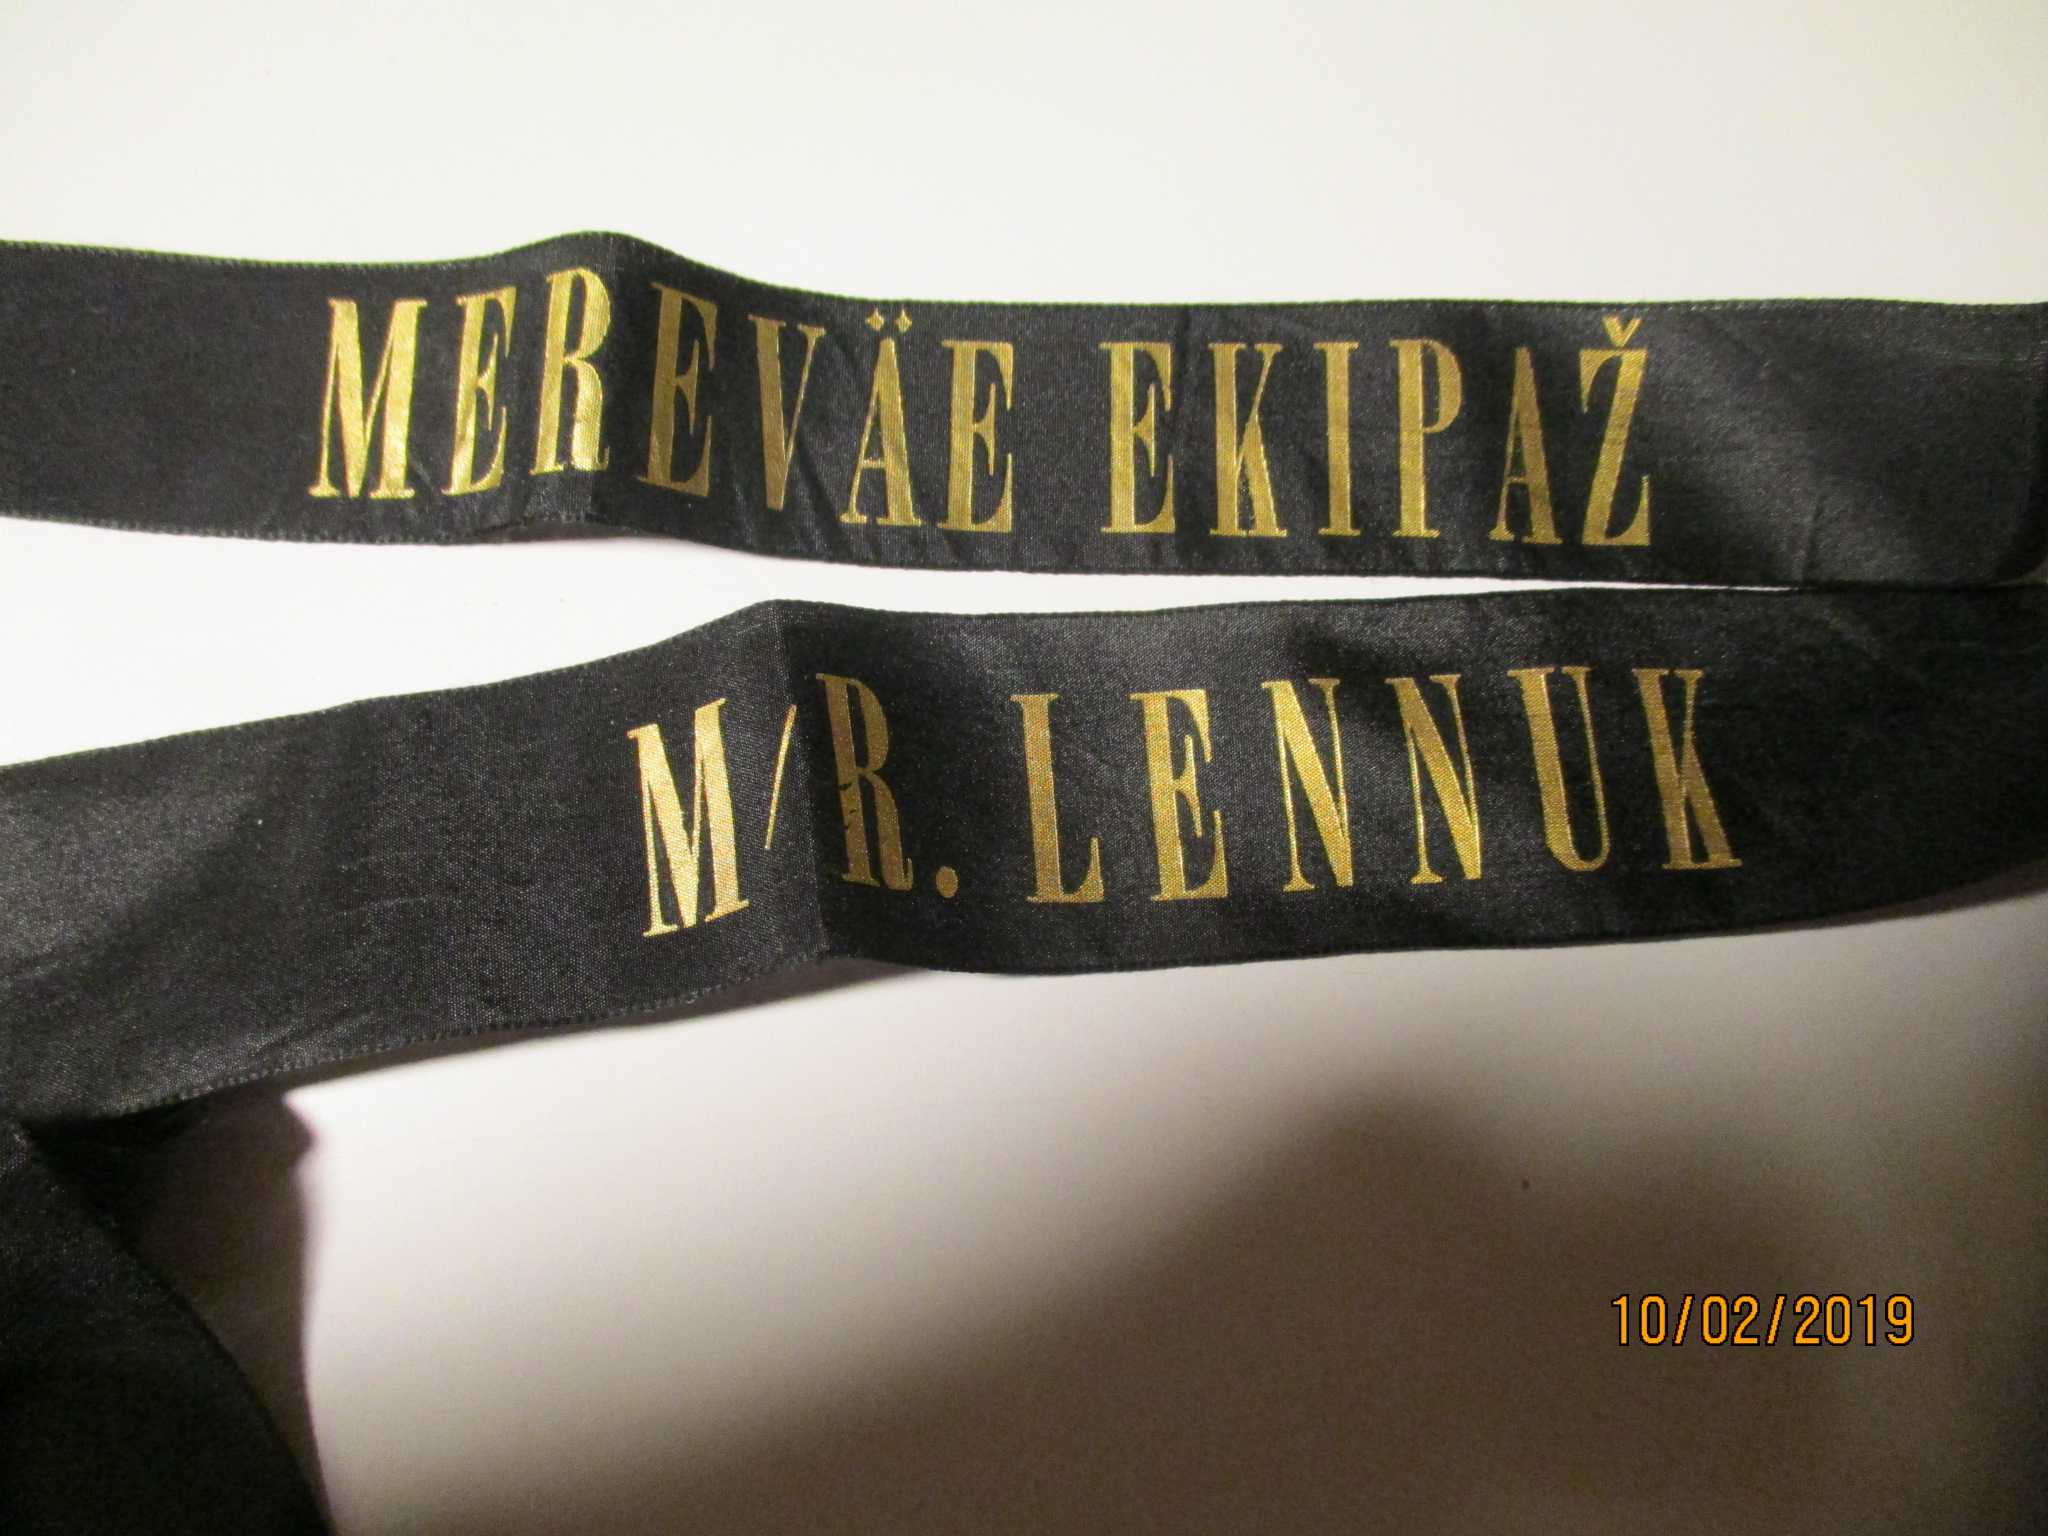 MEREVÄE EKIPAŽ
M/R. LENNUK
10/02/2019